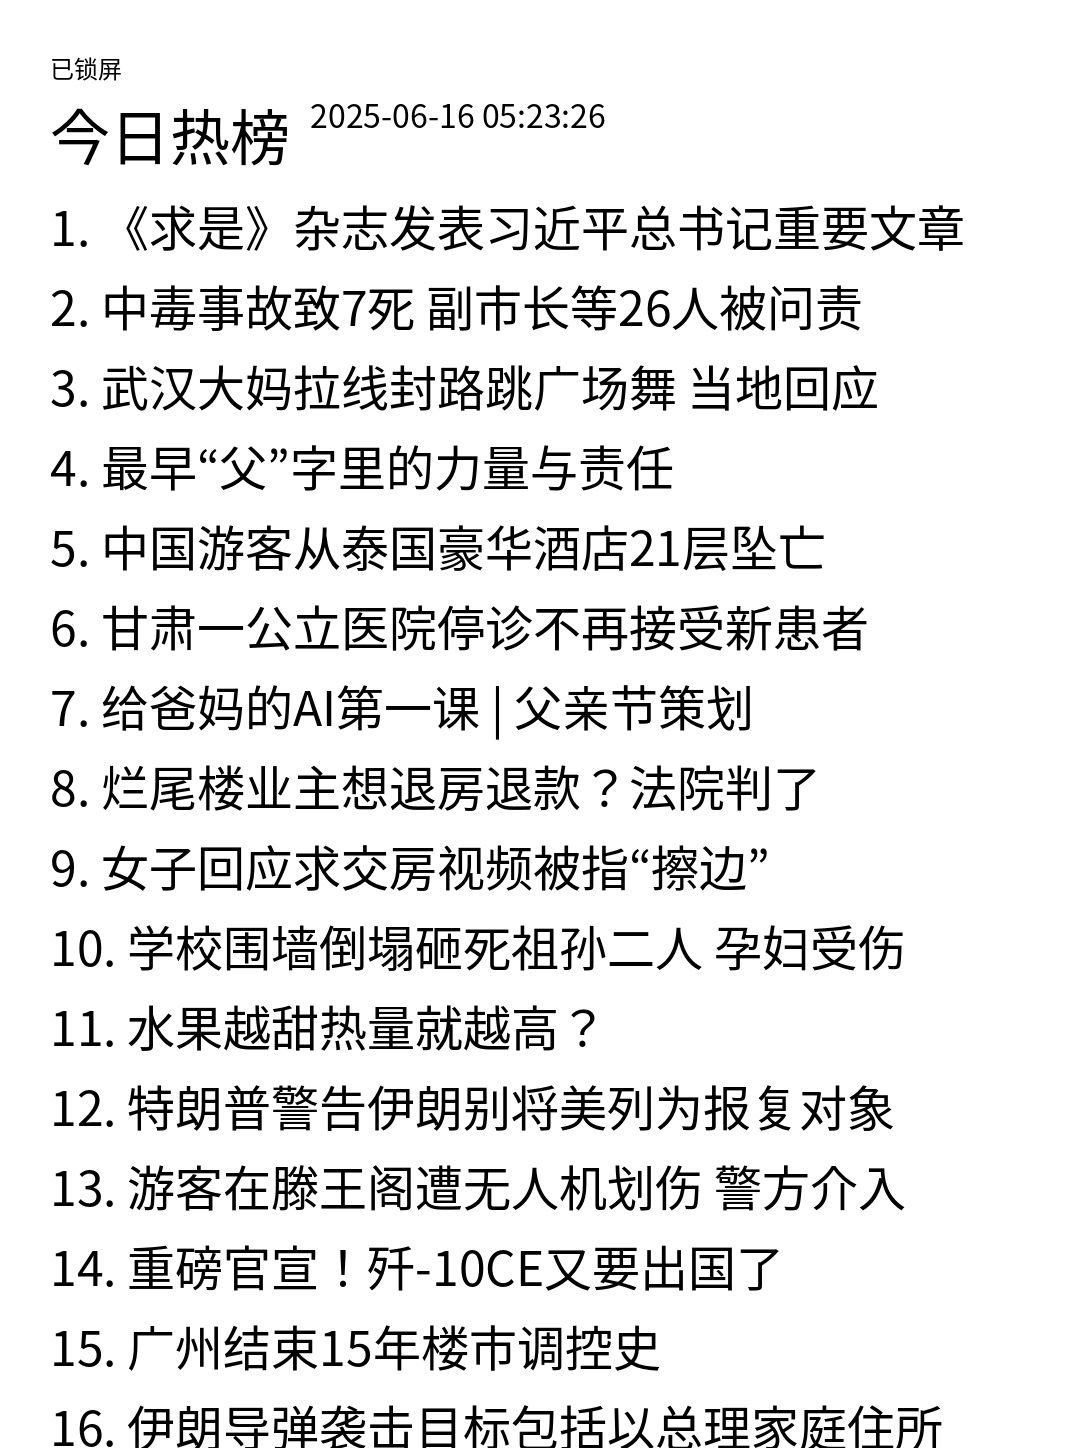 已锁屏
今日热榜 2025-06-16 05:23:26
1. 《求是》杂志发表习近平总书记重要文章
2. 中毒事故致7死 副市长等26人被问责
3. 武汉大妈拉线封路跳广场舞 当地回应
4. 最早“父”字里的力量与责任
5. 中国游客从泰国豪华酒店21层坠亡
6. 甘肃一公立医院停诊不再接受新患者
7. 给爸妈的AI第一课 | 父亲节策划
8. 烂尾楼业主想退房退款？法院判了
9. 女子回应求交房视频被指“擦边”
10. 学校围墙倒塌砸死祖孙二人 孕妇受伤
11. 水果越甜热量就越高？
12. 特朗普警告伊朗别将美列为报复对象
13. 游客在滕王阁遭无人机划伤 警方介入
14. 重磅官宣！歼-10CE又要出国了
15. 广州结束15年楼市调控史
16. 伊朗导弹袭击目标包括以总理家庭住所